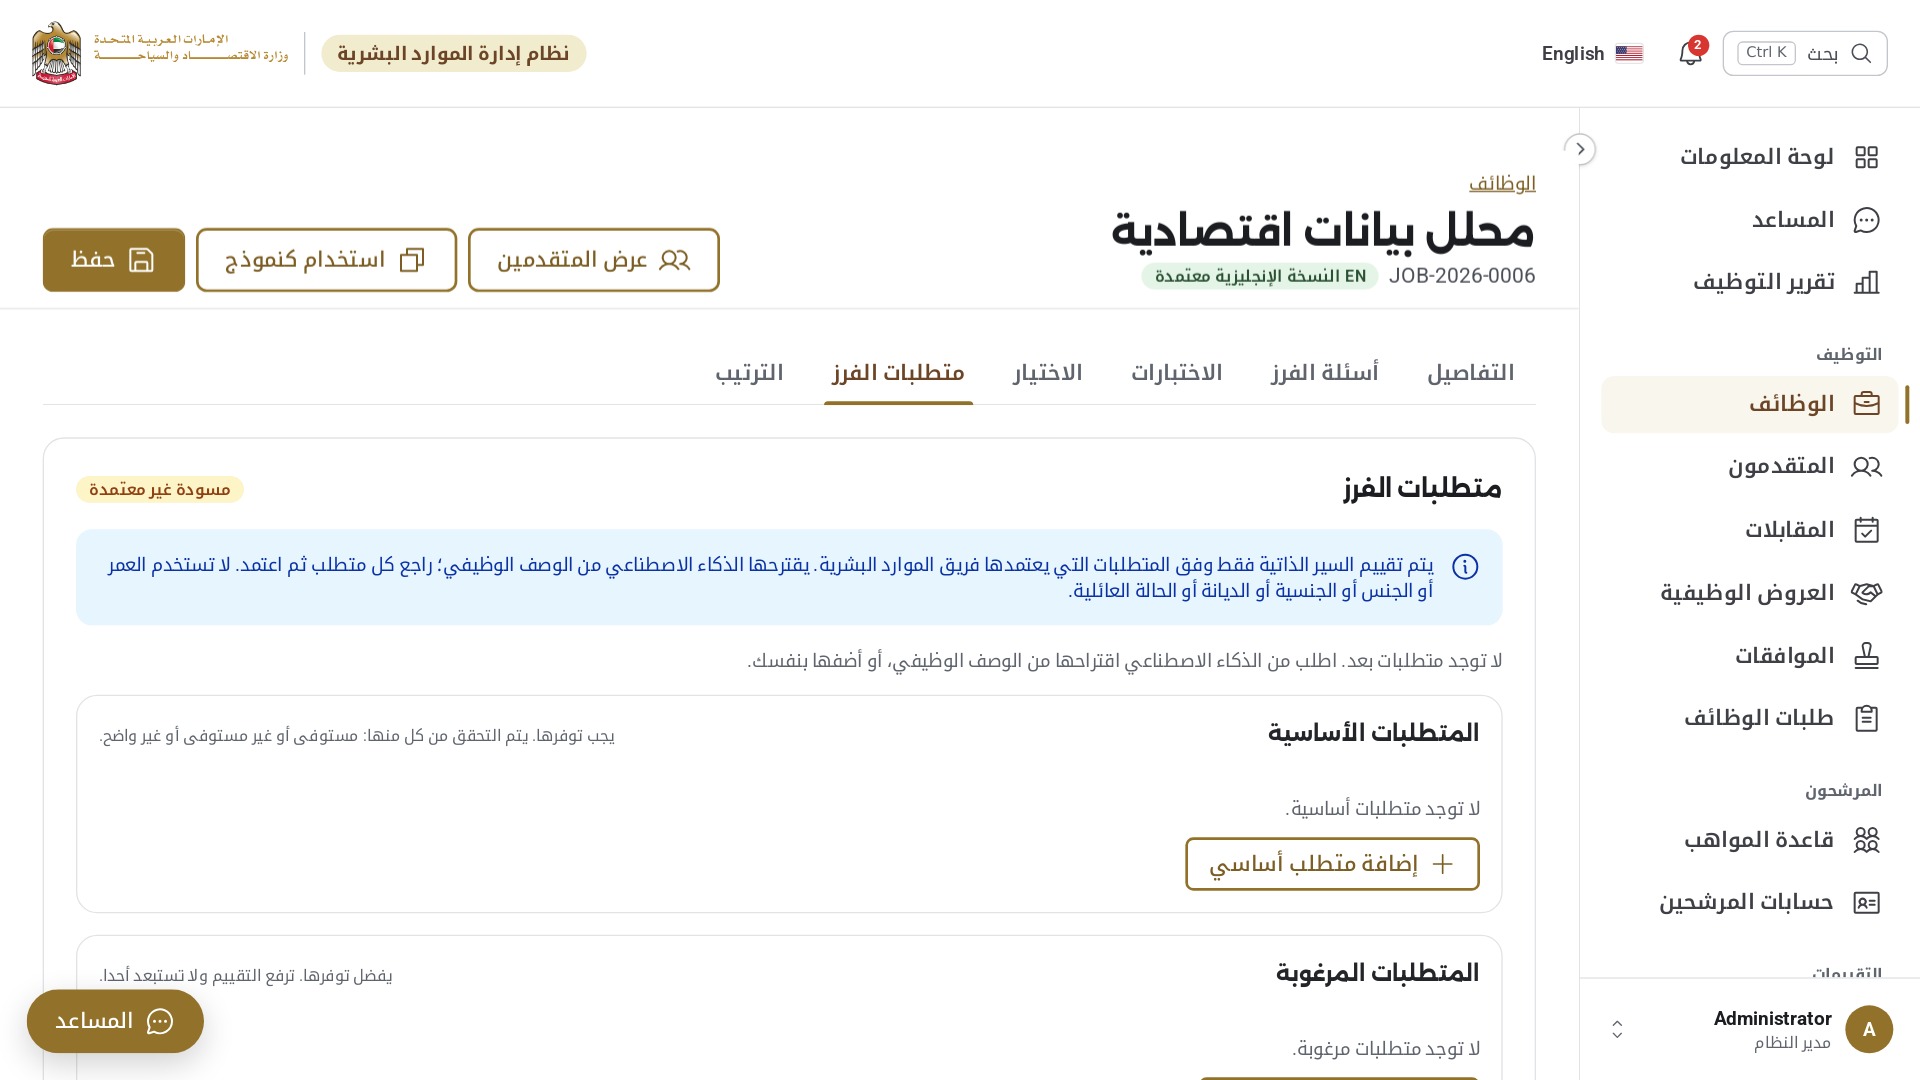 الإمارات العربية المتحدة
وزارة الاقتصاد والسياحة
نظام إدارة الموارد البشرية
English
2
بحث
Ctrl K
لوحة المعلومات
المساعد
تقرير التوظيف
التوظيف
الوظائف
المتقدمون
المقابلات
العروض الوظيفية
الموافقات
طلبات الوظائف
المرشحون
قاعدة المواهب
حسابات المرشحين
التقييمات
A
Administrator
مدير النظام
الوظائف
محلل بيانات اقتصادية
JOB-2026-0006
EN النسخة الإنجليزية معتمدة
عرض المتقدمين
استخدام كنموذج
حفظ
التفاصيل
أسئلة الفرز
الاختبارات
الاختيار
متطلبات الفرز
الترتيب
متطلبات الفرز
مسودة غير معتمدة
يتم تقييم السير الذاتية فقط وفق المتطلبات التي يعتمدها فريق الموارد البشرية. يقترحها الذكاء الاصطناعي من الوصف الوظيفي؛ راجع كل متطلب ثم اعتمد. لا تستخدم العمر
أو الجنس أو الجنسية أو الديانة أو الحالة العائلية.
لا توجد متطلبات بعد. اطلب من الذكاء الاصطناعي اقتراحها من الوصف الوظيفي، أو أضفها بنفسك.
المتطلبات الأساسية
يجب توفرها. يتم التحقق من كل منها: مستوفى أو غير مستوفى أو غير واضح.
لا توجد متطلبات أساسية.
إضافة متطلب أساسي
المتطلبات المرغوبة
يفضل توفرها. ترفع التقييم ولا تستبعد أحدا.
لا توجد متطلبات مرغوبة.
المساعد